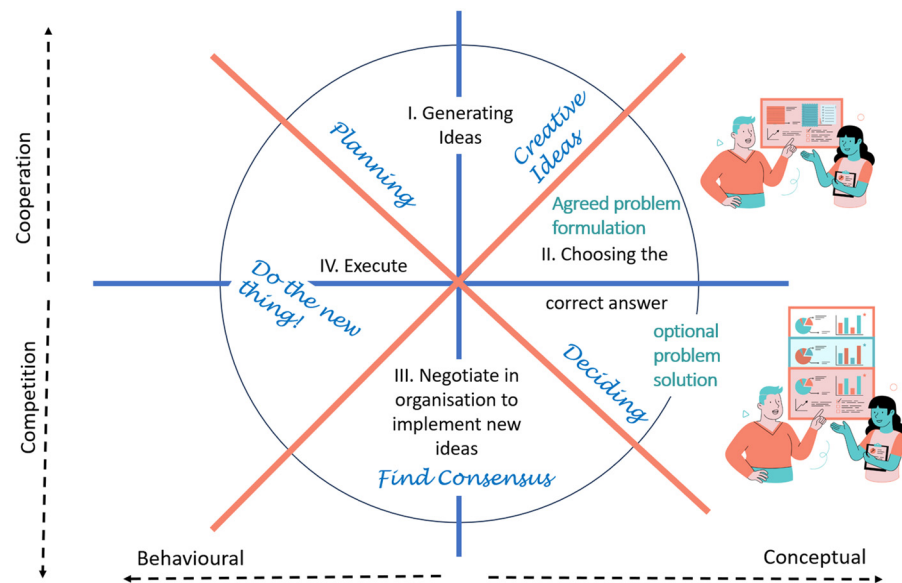 I. Generating
Ideas
Planning
Creative
Ideas
Agreed problem
formulation
II. Choosing the
correct answer
optional
problem
solution
IV. Execute
Do the new
thing!
Deciding
III. Negotiate in
organisation to
implement new
ideas
Find Consensus
Cooperation
Competition
Behavioural
Conceptual